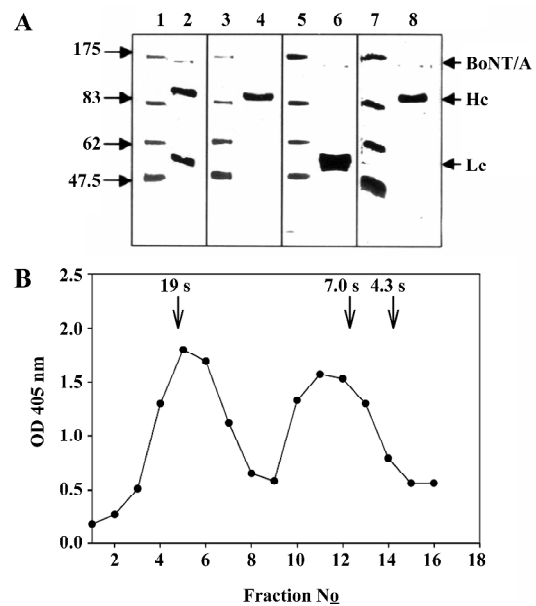 A
1 2 3 4 5 6 7 8
175
BoNT/A
83
Hc
62
Lc
47.5
B
2.5
19 s 7.0 s 4.3 s
2.0
1.5
OD 405 nm
1.0
0.5
0.0
2 4 6 8 10 12 14 16 18
Fraction No